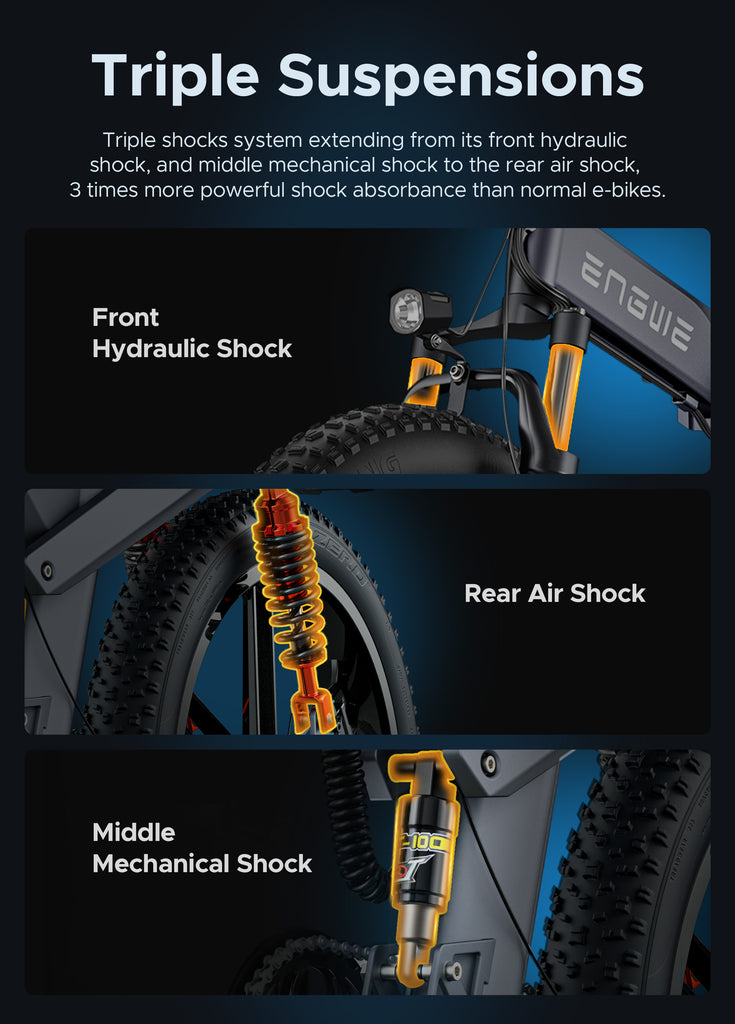 Triple Suspensions
Triple shocks system extending from its front hydraulic
shock, and middle mechanical shock to the rear air shock,
3 times more powerful shock absorbance than normal e-bikes.
ENGWE
Front
Hydraulic Shock
Rear Air Shock
Middle
Mechanical Shock